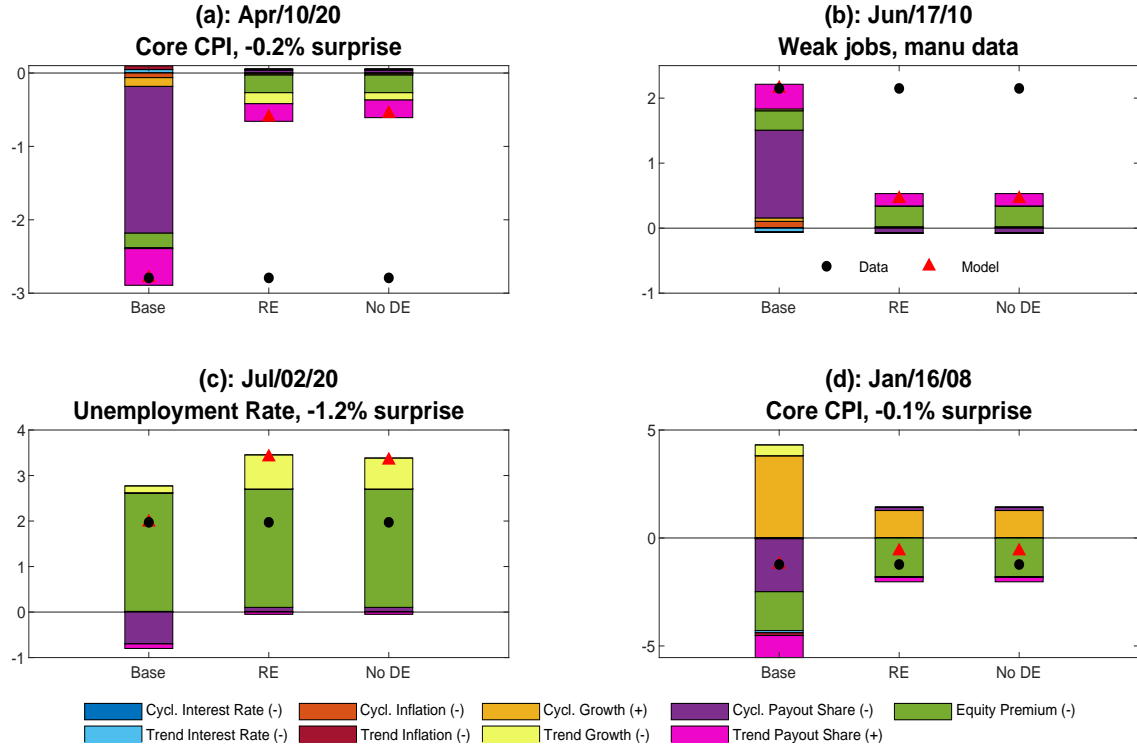 (a): Apr/10/20
Core CPI, -0.2% surprise
0
-1
-2
-3
Base
RE
No DE
(b): Jun/17/10
Weak jobs, manu data
2
1
0
-1
Data
Model
Base
RE
No DE
(c): Jul/02/20
Unemployment Rate, -1.2% surprise
4
3
2
1
0
-1
Base
RE
No DE
(d): Jan/16/08
Core CPI, -0.1% surprise
5
0
-5
Base
RE
No DE
Cycl. Interest Rate (-)
Cycl. Inflation (-)
Cycl. Growth (+)
Cycl. Payout Share (-)
Equity Premium (-)
Trend Interest Rate (-)
Trend Inflation (-)
Trend Growth (-)
Trend Payout Share (+)